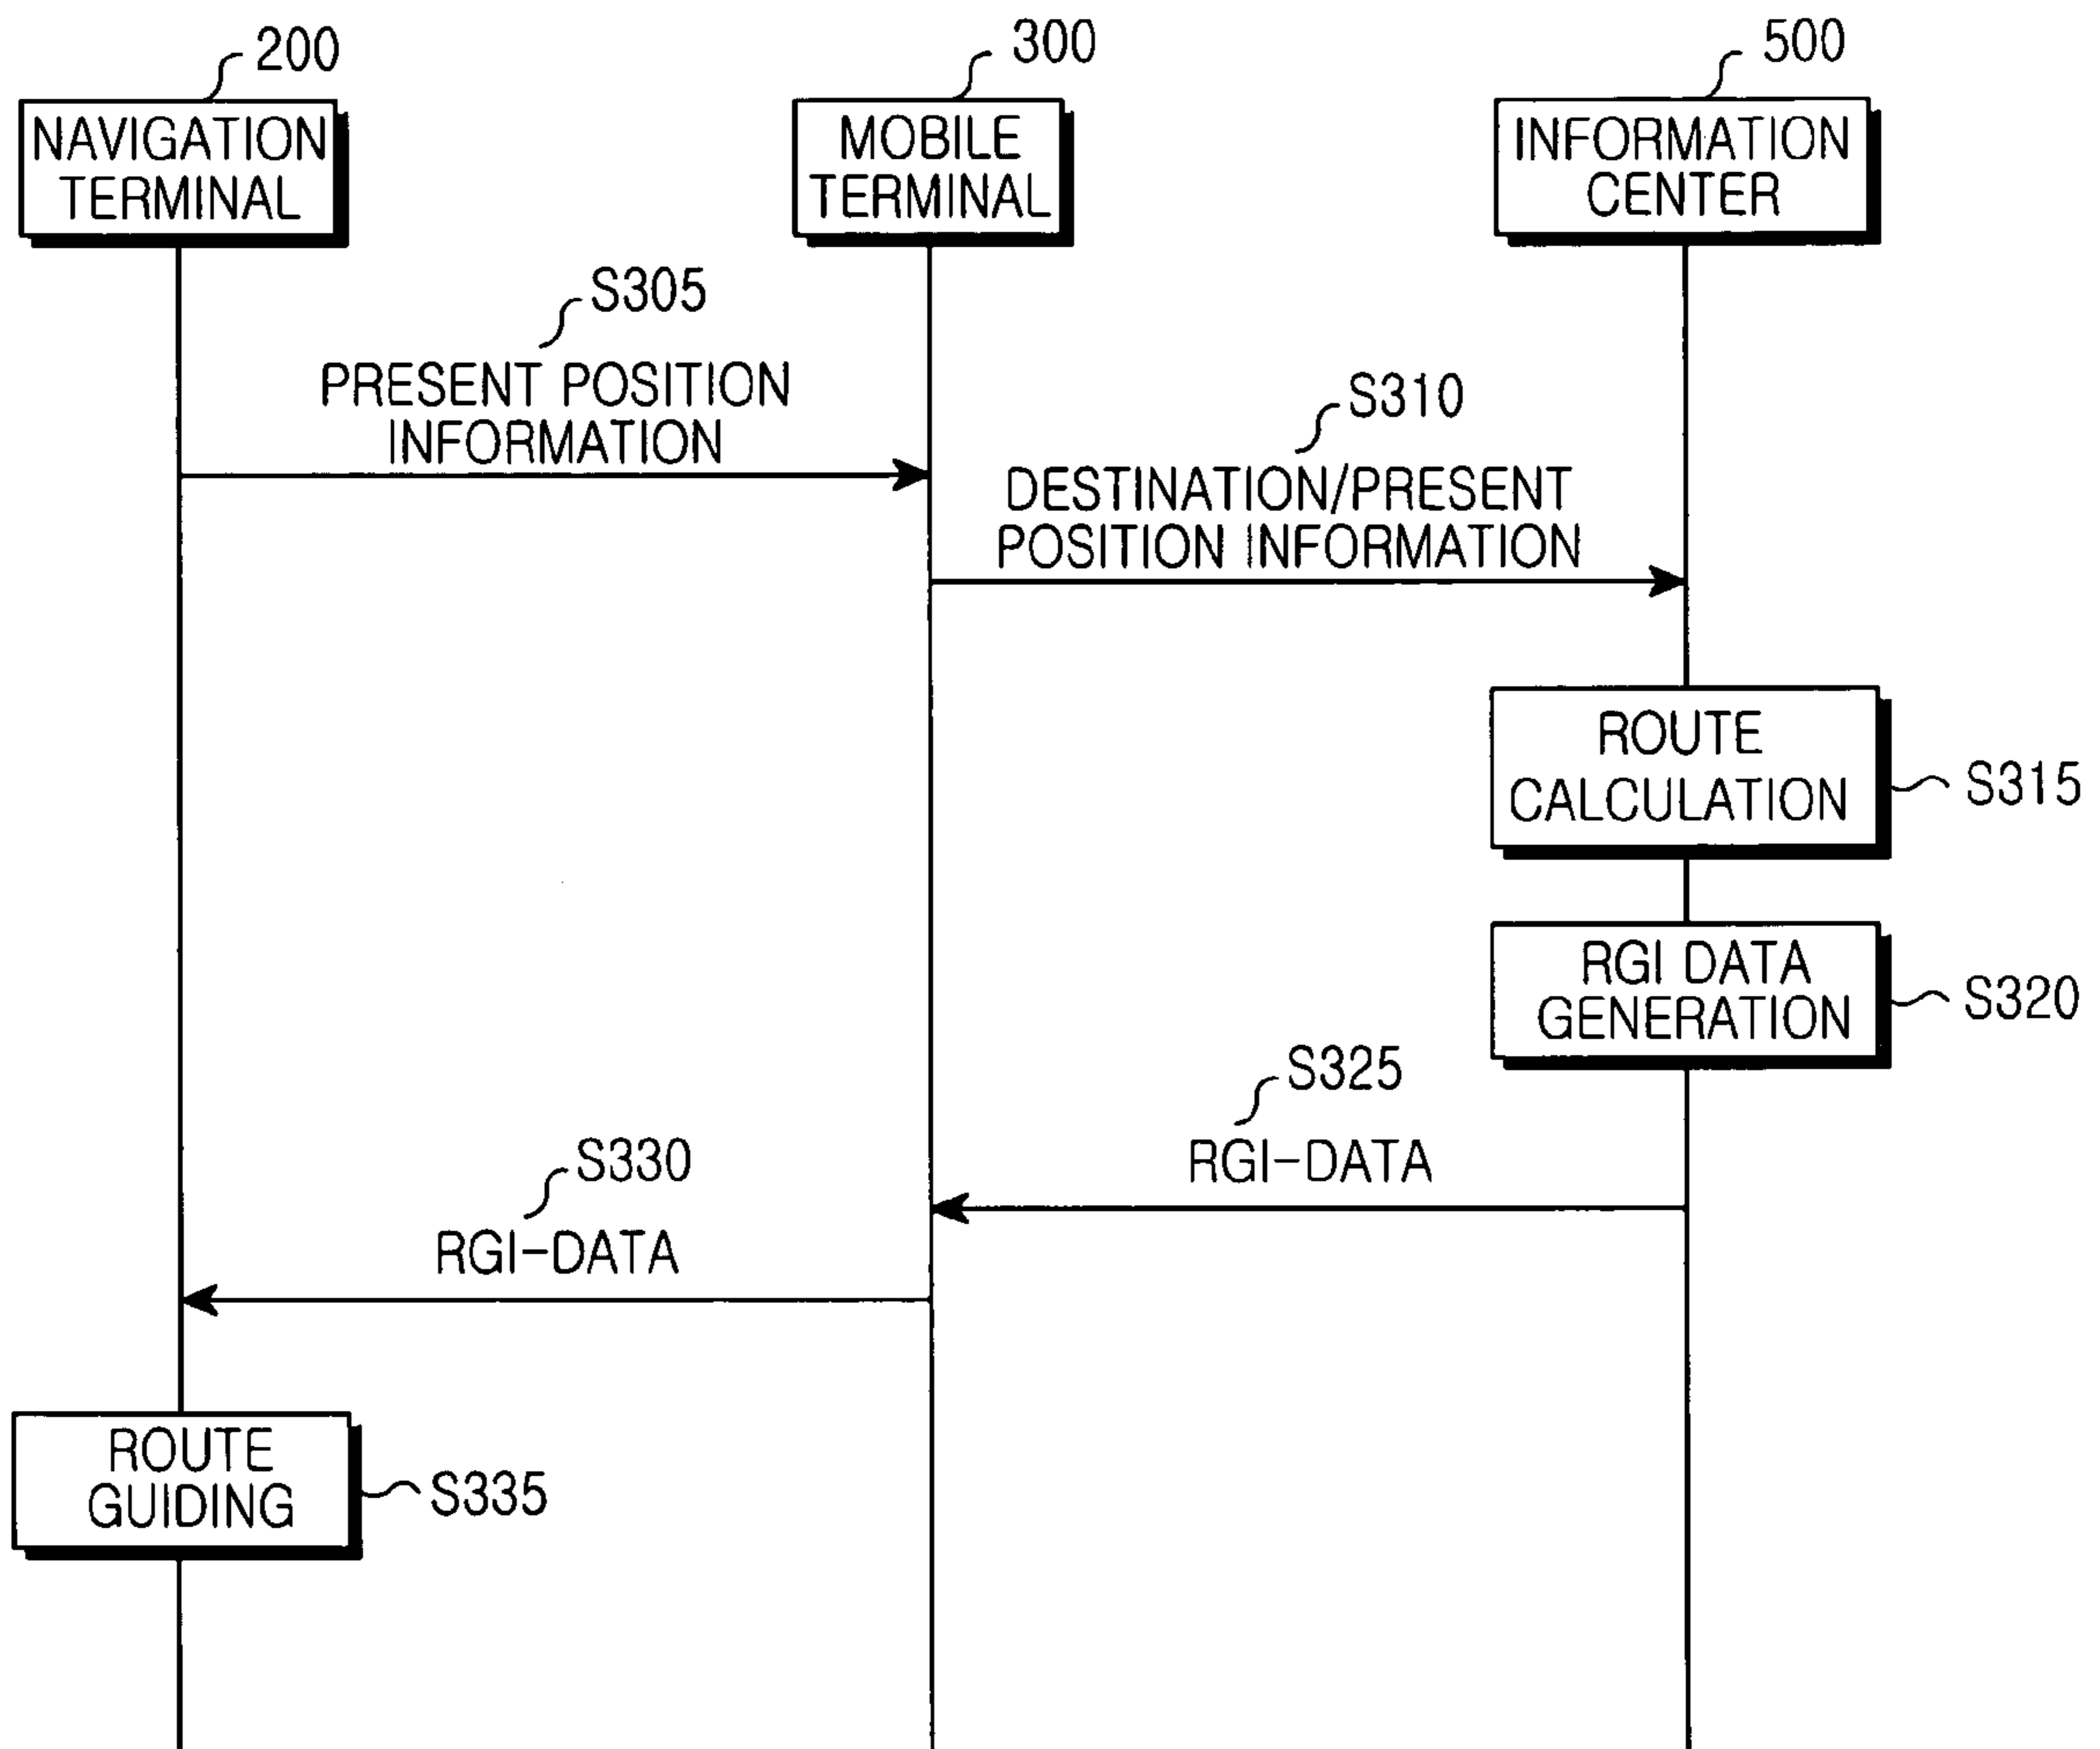 200
300
500
NAVIGATION
TERMINAL
MOBILE
TERMINAL
INFORMATION
CENTER
S305
PRESENT POSITION
INFORMATION
S310
DESTINATION/PRESENT
POSITION INFORMATION
ROUTE
CALCULATION
S315
RGI DATA
GENERATION
S320
S325
RGI-DATA
S330
RGI-DATA
ROUTE
GUIDING
S335